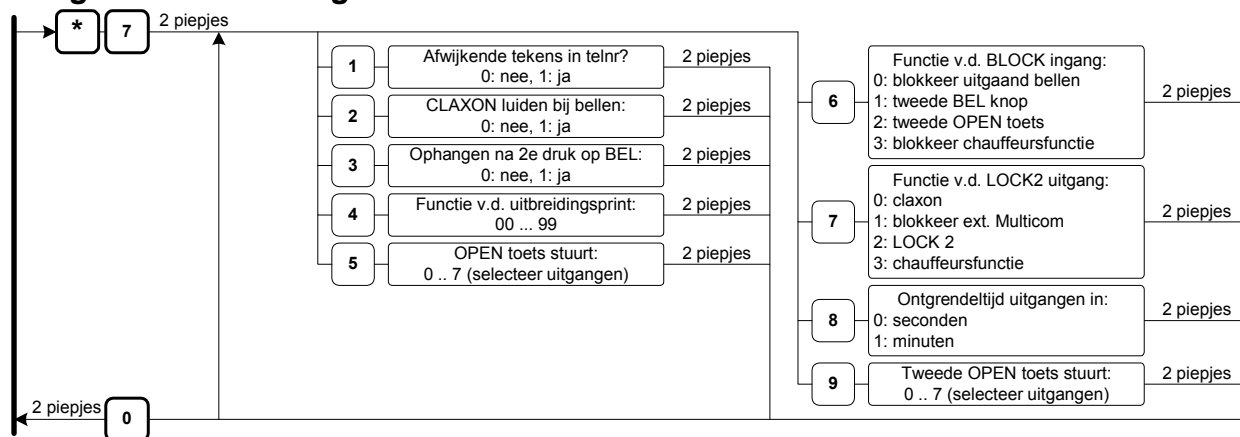 * 7 2 piepjes
1 Afwijkende tekens in telnr? 2 piepjes
0: nee, 1: ja
2 CLAXON luiden bij bellen: 2 piepjes
0: nee, 1: ja
3 Ophangen na 2e druk op BEL: 2 piepjes
0: nee, 1: ja
4 Functie v.d. uitbreidingsprint: 2 piepjes
00 ... 99
5 OPEN toets stuurt: 2 piepjes
0 .. 7 (selecteer uitgangen)
Functie v.d. BLOCK ingang:
0: blokkeer uitgaand bellen
6 1: tweede BEL knop 2 piepjes
2: tweede OPEN toets
3: blokkeer chauffeursfunctie
Functie v.d. LOCK2 uitgang:
0: claxon
7 1: blokkeer ext. Multicom 2 piepjes
2: LOCK 2
3: chauffeursfunctie
Ontgrendeltijd uitgangen in:
8 0: seconden 2 piepjes
1: minuten
9 Tweede OPEN toets stuurt: 2 piepjes
0 .. 7 (selecteer uitgangen)
2 piepjes 0